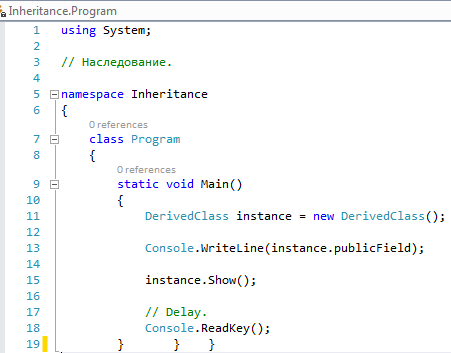 Inheritance.Program
1 using System;
2
3 // Наследование.
4
5 namespace Inheritance
6 {
0 references
7 class Program
8 {
0 references
9 static void Main()
10 {
11 DerivedClass instance = new DerivedClass();
12
13 Console.WriteLine(instance.publicField);
14
15 instance.Show();
16
17 // Delay.
18 Console.ReadKey();
19 } } }